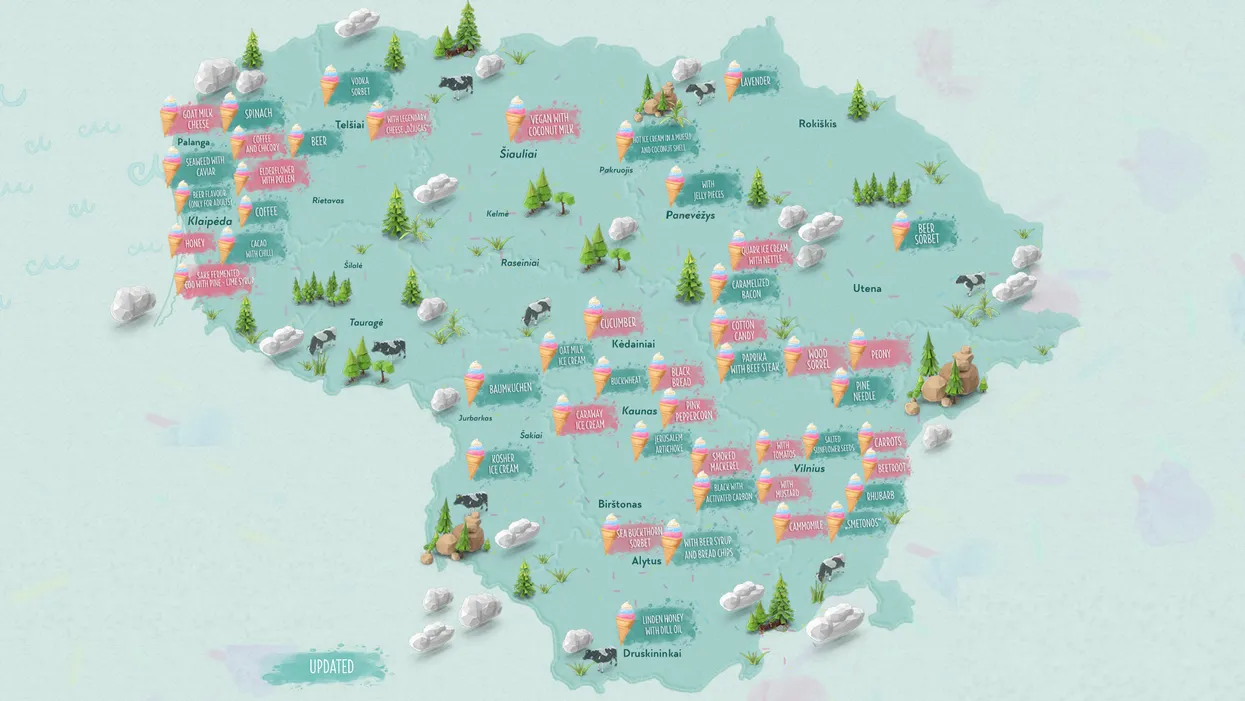 VODKA
SORBET
LAVENDER
GOAT MILK
CHEESE
SPINACH
Telšiai
WITH LEGENDARY
CHEESE „DŽIUGAS"
VEGAN WITH
COCONUT MILK
Rokiškis
Palanga
COFFEE
AND CHICORY
BEER
HOT ICE CREAM IN A MUESLY
AND COCONUT SHELL
Šiauliai
SEAWEED WITH
CAVIAR
ELDERFLOWER
WITH POLLEN
Pakruojis
BEER FLAVOUR
(ONLY FOR ADULTS)
COFFEE
Rietavas
WITH
JELLY PIECES
Klaipėda
Kelmė
Panevėžys
HONEY
CACAO
WITH CHILLI
BEER
SORBET
QUARK ICE CREAM
WITH NETTLE
SAKE FERMENTED
WITH PINE - LIME SYRUP
Šilalė
Raseiniai
CARAMELIZED
BACON
Utena
Tauragė
CUCUMBER
COTTON
CANDY
Kėdainiai
OAT MILK
ICE CREAM
PAPRIKA
WITH BEEF STEAK
WOOD
SORREL
PEONY
BAUMKUCHEN
BUCKWHEAT
BLACK
BREAD
PINE
NEEDLE
Jurbarkas
CARAWAY
ICE CREAM
Kaunas
PINK
PEPPERCORN
Šakiai
JERUSALEM
ARTICHOKE
WITH
TOMATOS
SALTED
SUNFLOWER SEEDS
CARROTS
KOSHER
ICE CREAM
SMOKED
MACKEREL
Vilnius
BEETROOT
BLACK WITH
ACTIVATED CARBON
WITH
MUSTARD
RHUBARB
Birštonas
SEA BUCKTHORN
SORBET
WITH BEER SYRUP
AND BREAD CHIPS
CAMMOMILE
„SMETONOS"
Alytus
LINDEN HONEY
WITH DILL OIL
Druskininkai
UPDATED